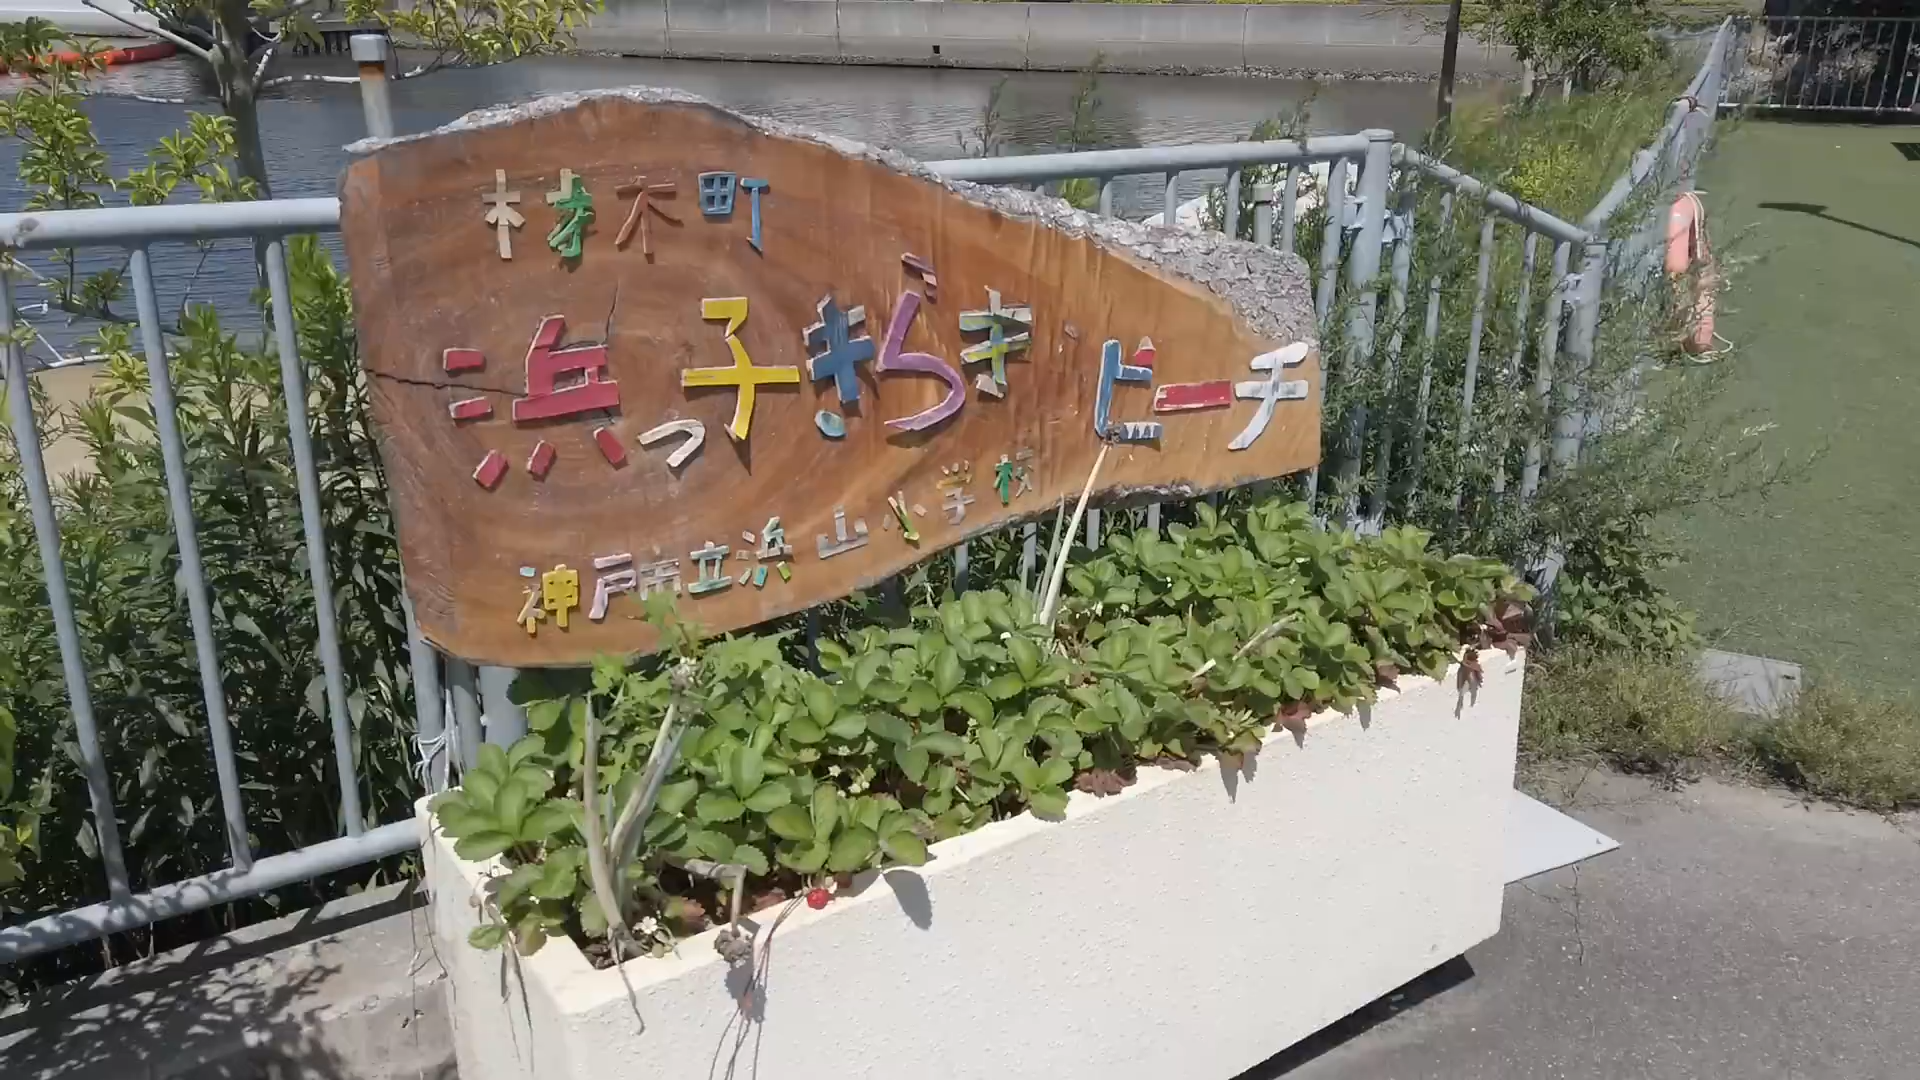 材木町
浜っ子きらき ビーチ
神戸市立浜山小学校